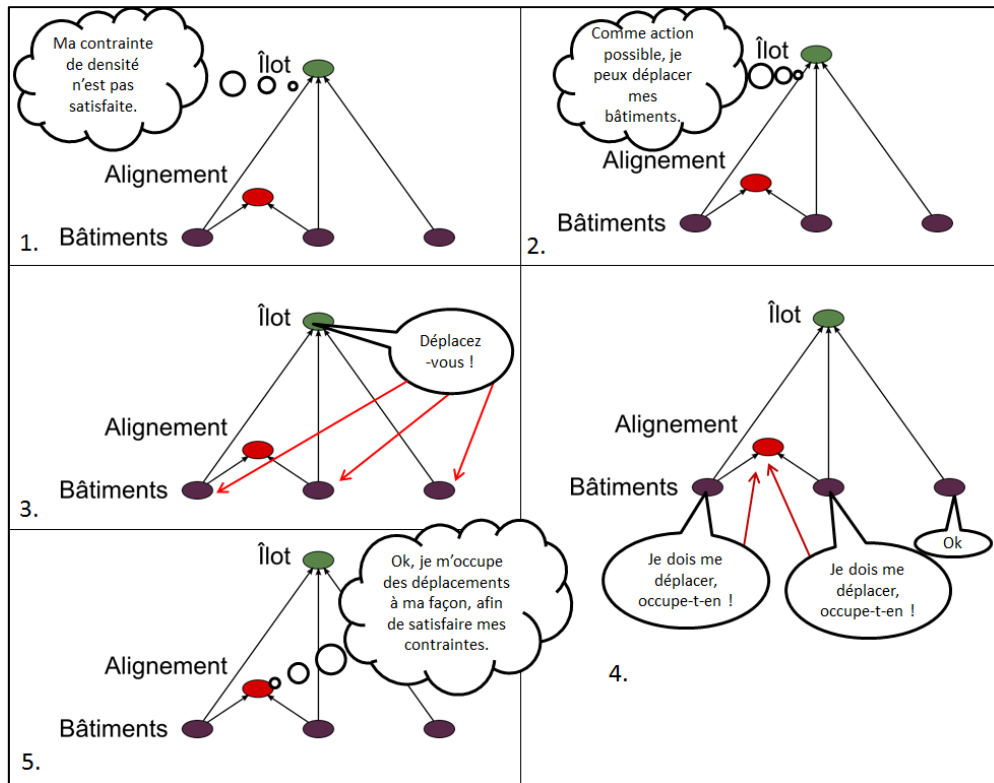 Ma contrainte
de densité
n'est pas
satisfaite.
Îlot
Alignement
Bâtiments
1.
Comme action
possible, je
peux déplacer
mes
bâtiments.
Îlot
Alignement
Bâtiments
2.
Îlot
Déplacez
-vous !
Alignement
Bâtiments
3.
Îlot
Alignement
Bâtiments
Je dois me
déplacer,
occupe-t-en !
Je dois me
déplacer,
occupe-t-en !
Ok
4.
Îlot
Ok, je m'occupe
des déplacements
à ma façon, afin
de satisfaire mes
contraintes.
Alignement
Bâtiments
5.